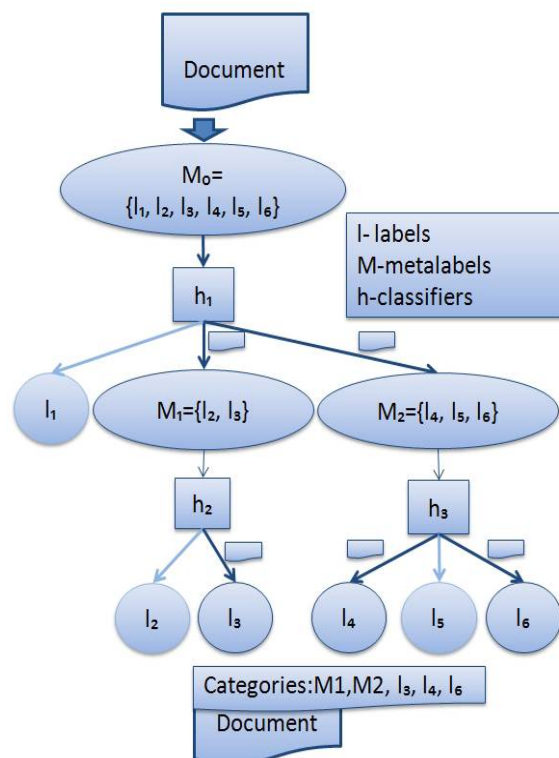 Document
M₀=
{l₁, l₂, l₃, l₄, l₅, l₆}
l- labels
M-metalabels
h-classifiers
h₁
l₁
M₁={l₂, l₃}
M₂={l₄, l₅, l₆}
h₂
h₃
l₂
l₃
l₄
l₅
l₆
Categories:M1,M2, l₃, l₄, l₆
Document